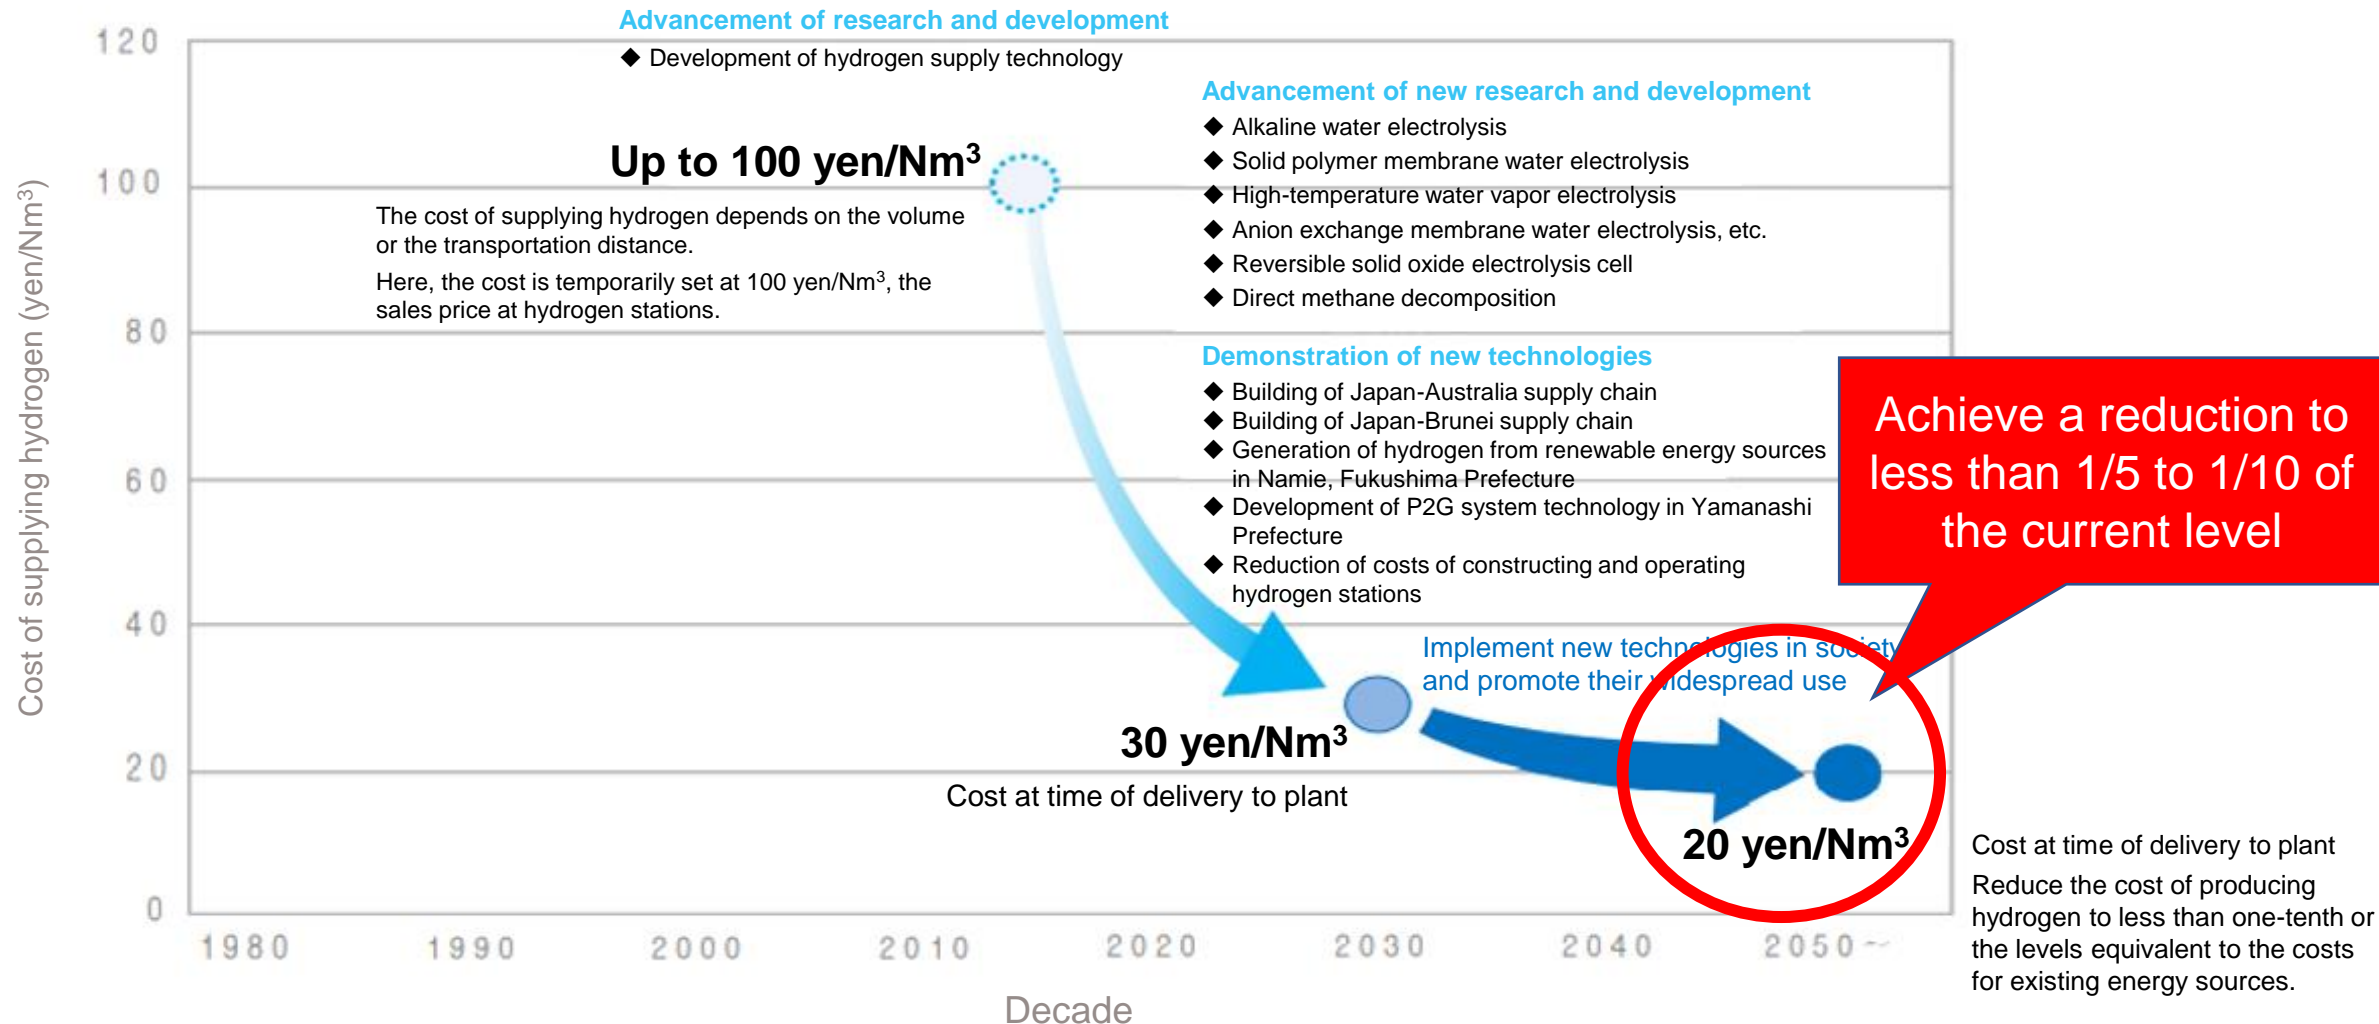 Advancement of research and development
◆ Development of hydrogen supply technology
Advancement of new research and development
◆ Alkaline water electrolysis
◆ Solid polymer membrane water electrolysis
◆ High-temperature water vapor electrolysis
◆ Anion exchange membrane water electrolysis, etc.
◆ Reversible solid oxide electrolysis cell
◆ Direct methane decomposition
Up to 100 yen/Nm³
The cost of supplying hydrogen depends on the volume
or the transportation distance.
Here, the cost is temporarily set at 100 yen/Nm³, the
sales price at hydrogen stations.
Demonstration of new technologies
◆ Building of Japan-Australia supply chain
◆ Building of Japan-Brunei supply chain
◆ Generation of hydrogen from renewable energy sources
in Namie, Fukushima Prefecture
◆ Development of P2G system technology in Yamanashi
Prefecture
◆ Reduction of costs of constructing and operating
hydrogen stations
Achieve a reduction to
less than 1/5 to 1/10 of
the current level
Implement new technologies in society
and promote their widespread use
30 yen/Nm³
Cost at time of delivery to plant
20 yen/Nm³
Cost at time of delivery to plant
Reduce the cost of producing
hydrogen to less than one-tenth or
the levels equivalent to the costs
for existing energy sources.
Cost of supplying hydrogen (yen/Nm³)
120
100
80
60
40
20
0
1980 1990 2000 2010 2020 2030 2040 2050～
Decade